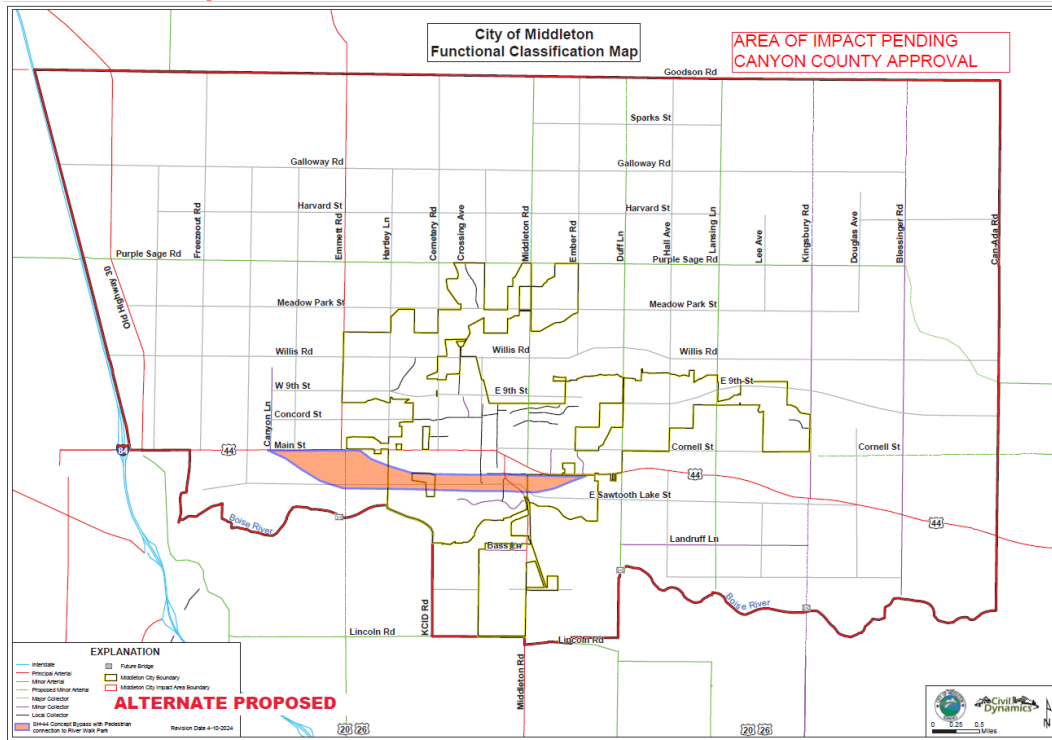 City of Middleton
Functional Classification Map
AREA OF IMPACT PENDING
CANYON COUNTY APPROVAL
Goodson Rd
Sparks St
Galloway Rd
Galloway Rd
Harvard St
Harvard St
Freezeout Rd
Emmett Rd
Hartley Ln
Cemetery Rd
Crossing Ave
Middleton Rd
Ember Rd
Duff Ln
Hall Ave
Lansing Ln
Lee Ave
Kingsbury Rd
Douglas Ave
Blessinger Rd
Can-Ada Rd
Purple Sage Rd
Purple Sage Rd
Old Highway 30
Meadow Park St
Meadow Park St
Willis Rd
Willis Rd
Willis Rd
W 9th St
E 9th St
E 9th St
Canyon Ln
Concord St
Main St
Cornell St
Cornell St
84
44
44
E Sawtooth Lake St
44
Boise River
Landruff Ln
Bass Ln
KCID Rd
Boise River
Lincoln Rd
Lincoln Rd
Middleton Rd
EXPLANATION
Interstate
Principal Arterial
Minor Arterial
Proposed Minor Arterial
Major Collector
Minor Collector
Local Collector
SH-44 Concept Bypass with Pedestrian
connection to River Walk Park
Future Bridge
Middleton City Boundary
Middleton City Impact Area Boundary
ALTERNATE PROPOSED
Revision Date 4-10-2024
20 26
20 26
Civil
Dynamics
N
0 0.25 0.5
Miles